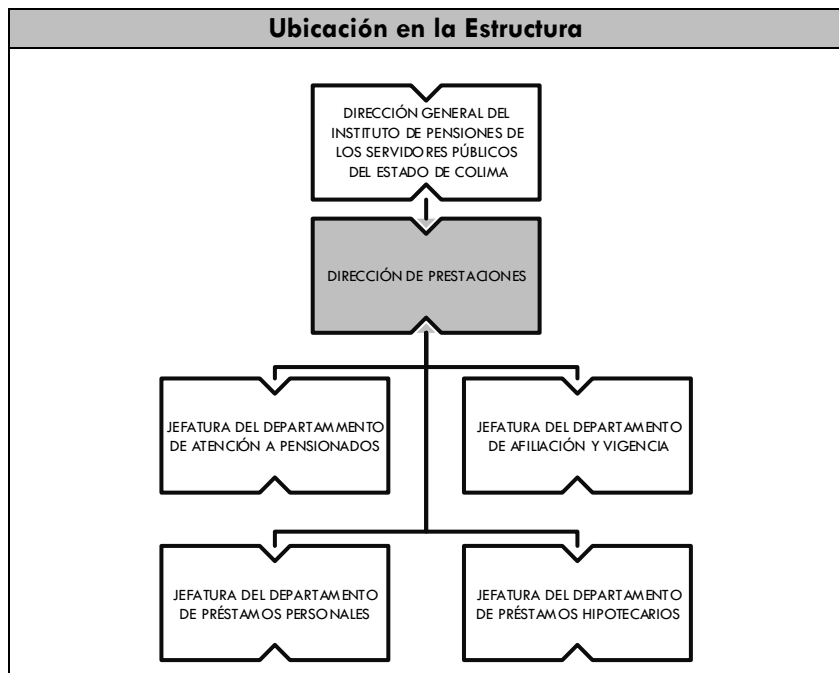 Ubicación en la Estructura
DIRECCIÓN GENERAL DEL
INSTITUTO DE PENSIONES DE
LOS SERVIDORES PÚBLICOS
DEL ESTADO DE COLIMA
DIRECCIÓN DE PRESTACIONES
JEFATURA DEL DEPARTAMMENTO
DE ATENCIÓN A PENSIONADOS
JEFATURA DEL DEPARTAMENTO
DE AFILIACIÓN Y VIGENCIA
JEFATURA DEL DEPARTAMENTO
DE PRÉSTAMOS PERSONALES
JEFATURA DEL DEPARTAMENTO
DE PRÉSTAMOS HIPOTECARIOS